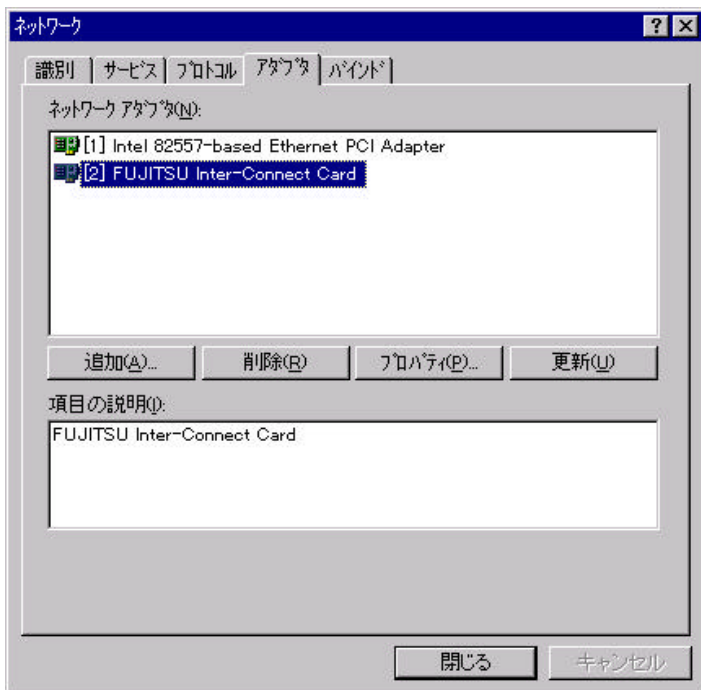 ネットワーク
識別 サービス プロトコル アダプタ バインド
ネットワーク アダプタ(N):
[1] Intel 82557-based Ethernet PCI Adapter
[2] FUJITSU Inter-Connect Card
追加(A)... 削除(R) プロパティ(P)... 更新(U)
項目の説明(I):
FUJITSU Inter-Connect Card
閉じる キャンセル